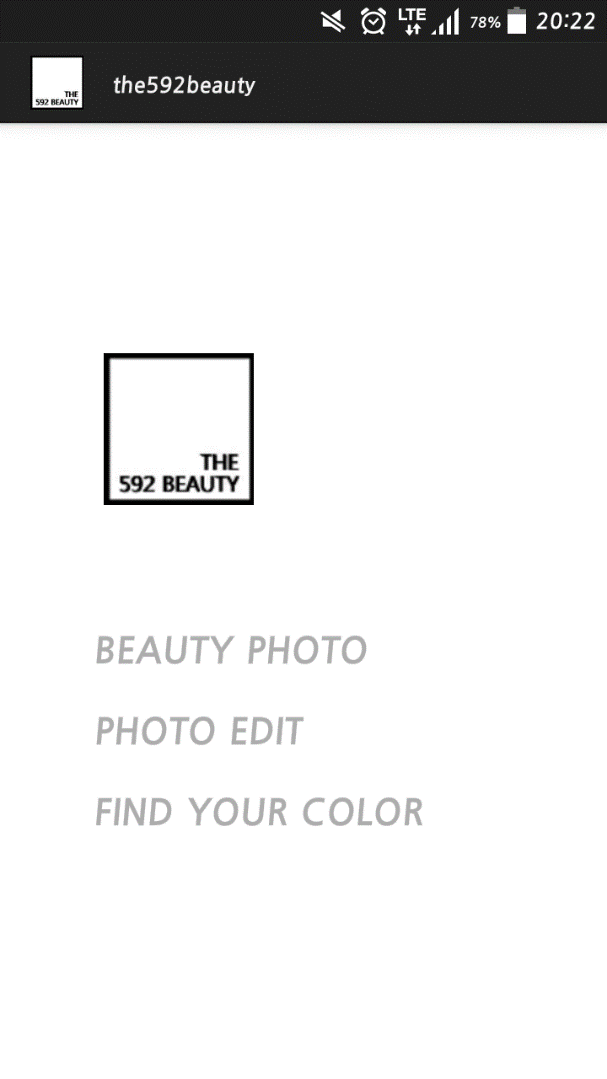 LTE 78% 20:22
THE
592 BEAUTY
the592beauty
THE
592 BEAUTY
BEAUTY PHOTO
PHOTO EDIT
FIND YOUR COLOR